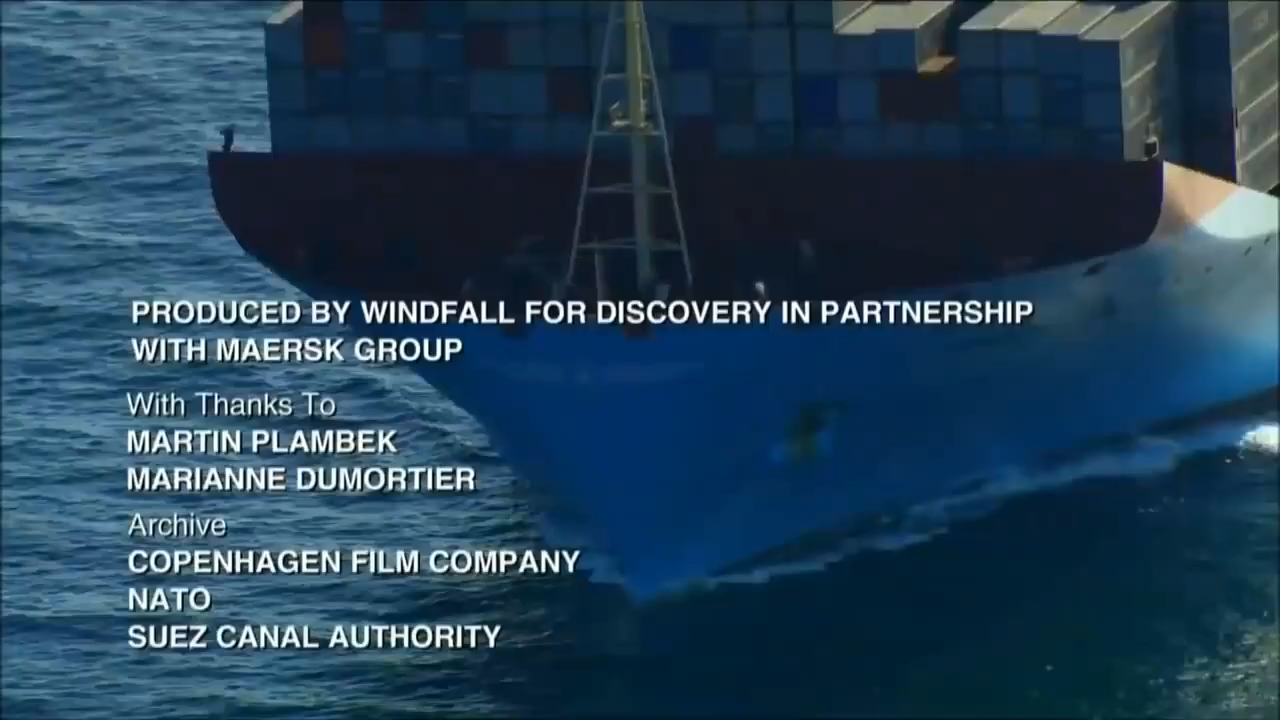 PRODUCED BY WINDFALL FOR DISCOVERY IN PARTNERSHIP
WITH MAERSK GROUP
With Thanks To
MARTIN PLAMBEK
MARIANNE DUMORTIER
Archive
COPENHAGEN FILM COMPANY
NATO
SUEZ CANAL AUTHORITY